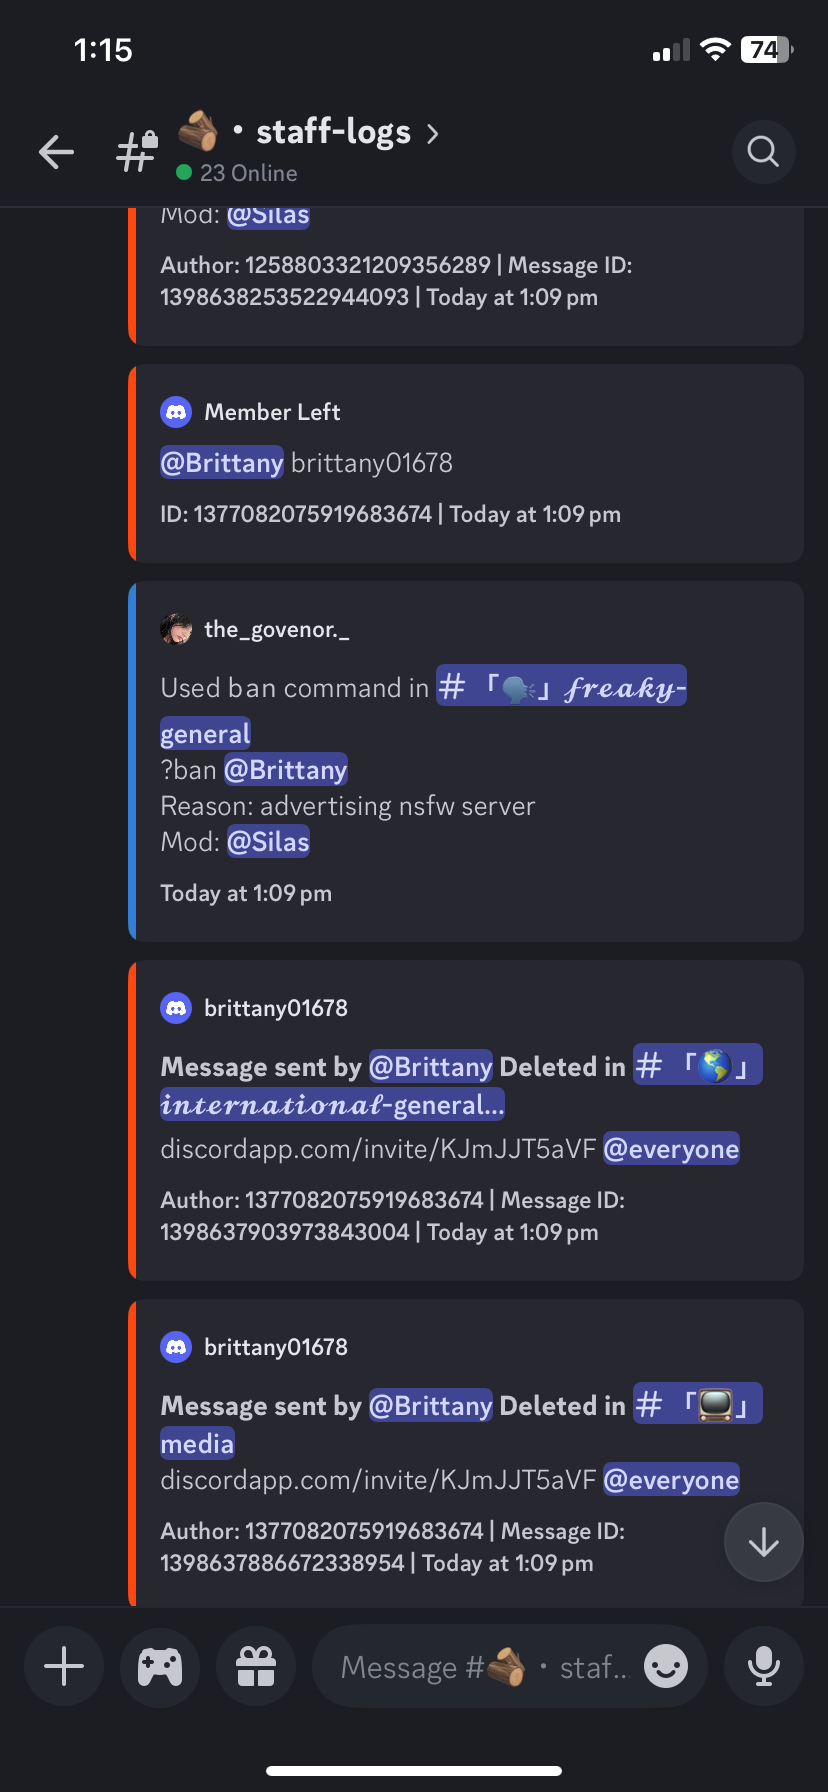 1:15
74
🪵 • staff-logs
23 Online
Mod: @Silas
Author: 1258803321209356289 | Message ID:
1398638253522944093 | Today at 1:09 pm
Member Left
@Brittany brittany01678
ID: 1377082075919683674 | Today at 1:09 pm
the_govenor._
Used ban command in # 「🗣️」𝒻𝓇𝑒𝒶𝓀𝓎-
general
?ban @Brittany
Reason: advertising nsfw server
Mod: @Silas
Today at 1:09 pm
brittany01678
Message sent by @Brittany Deleted in # 「🌎」
𝒾𝓃𝓉𝑒𝓇𝓃𝒶𝓉𝒾𝑜𝓃𝒶𝓁-general...
discordapp.com/invite/KJmJJT5aVF @everyone
Author: 1377082075919683674 | Message ID:
1398637903973843004 | Today at 1:09 pm
brittany01678
Message sent by @Brittany Deleted in # 「📺」
media
discordapp.com/invite/KJmJJT5aVF @everyone
Author: 1377082075919683674 | Message ID:
1398637886672338954 | Today at 1:09 pm
Message #🪵 • staf...